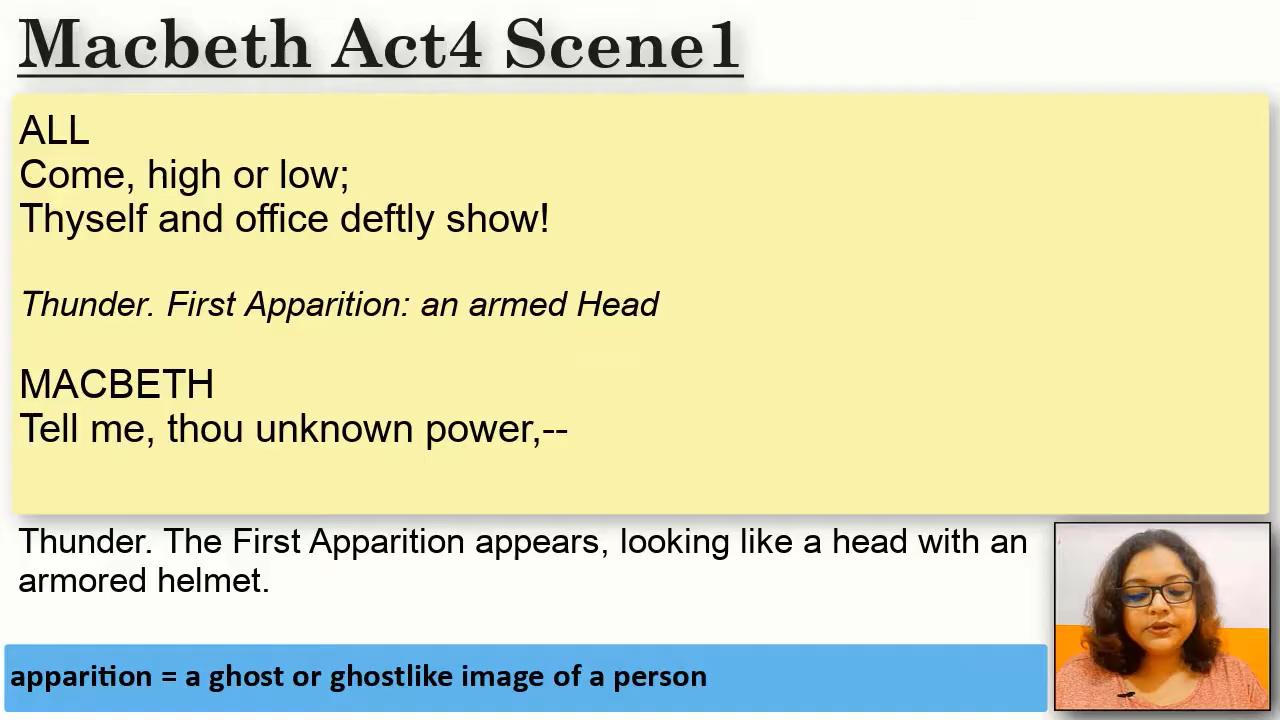 Macbeth Act4 Scene1
ALL
Come, high or low;
Thyself and office deftly show!
Thunder. First Apparition: an armed Head
MACBETH
Tell me, thou unknown power,--
Thunder. The First Apparition appears, looking like a head with an
armored helmet.
apparition = a ghost or ghostlike image of a person